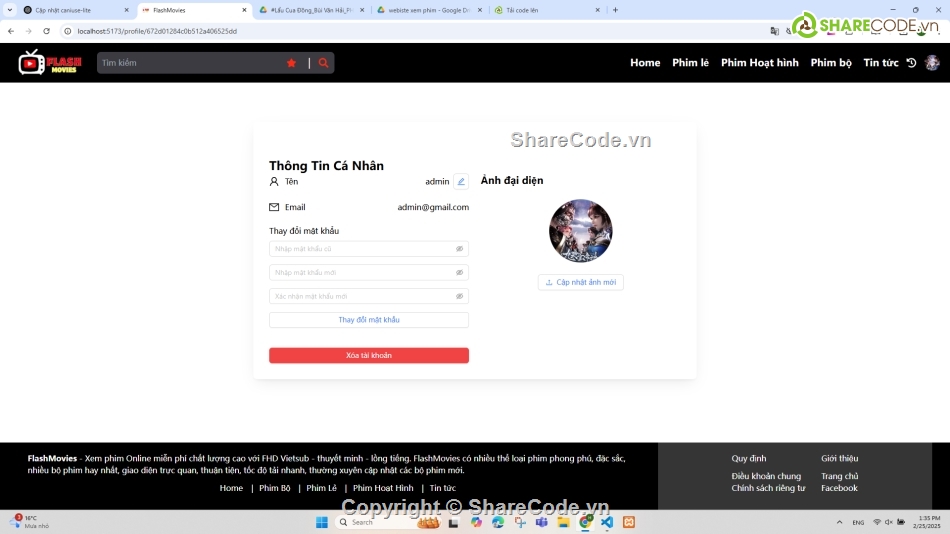 Cập nhật caniuse-lite
FlashMovies
#Lẩu Cua Đồng_Bùi Văn Hải_P
webiste xem phim - Google Dr
Tải code lên
SHARECODE.vn
localhost:5173/profile/672d01284c0b512a406525dd
FLASH
MOVIES
Tìm kiếm
Home
Phim lẻ
Phim Hoạt hình
Phim bộ
Tin tức
ShareCode.vn
Thông Tin Cá Nhân
Tên
admin
Ảnh đại diện
Email
admin@gmail.com
Thay đổi mật khẩu
Nhập mật khẩu cũ
Nhập mật khẩu mới
Cập nhật ảnh mới
Xác nhận mật khẩu mới
Thay đổi mật khẩu
Xóa tài khoản
FlashMovies - Xem phim Online miễn phí chất lượng cao với FHD Vietsub - thuyết minh - lồng tiếng. FlashMovies có nhiều thể loại phim phong phú, đặc sắc,
nhiều bộ phim hay nhất, giao diện trực quan, thuận tiện, tốc độ tải nhanh, thường xuyên cập nhật các bộ phim mới.
Home | Phim Bộ | Phim Lẻ | Phim Hoạt Hình | Tin tức
Quy định
Giới thiệu
Điều khoản chung
Trang chủ
Chính sách riêng tư
Facebook
Copyright © ShareCode.vn
16°C
Mưa nhỏ
Search
ENG
1:35 PM
2/25/2025